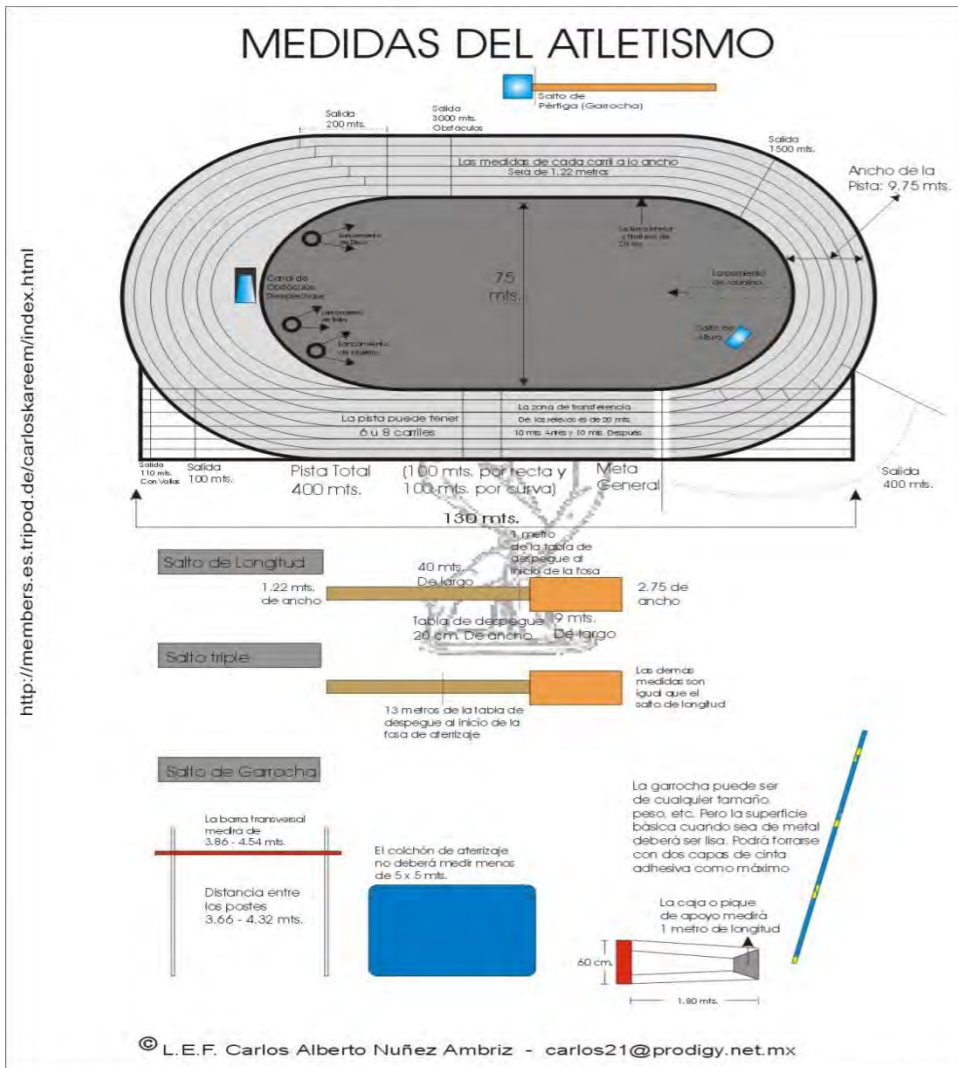 MEDIDAS DEL ATLETISMO
Salto de
Pértiga (Garrocha)
Salida
200 mts.
Salida
3000 mts.
Obstáculos
Salida
1500 mts.
Las medidas de cada carril a lo ancho
Sera de 1.22 metros
Ancho de la
Pista: 9.75 mts.
http://members.es.tripod.de/carloskareem/index.html
Lanzamiento
de Disco
75
mts.
Lanzamiento
Canal de
Obstáculos
Steeplechase
Lanzamiento
Lanzamiento
de Martillo
Salto de
Altura
La pista puede tener
6 u 8 carriles
La zona de transferencia
De los relevos es de 20 mts.
10 mts. Antes y 10 mts. Después
Salida
110 mts.
Con Vallas
Salida
100 mts.
Pista Total
400 mts.
(100 mts. por recta y
100 mts. por curva)
Meta
General
Salida
400 mts.
130 mts.
Salto de Longitud
1.22 mts.
de ancho
40 mts.
De largo
1 metro
de la tabla de
despegue al
inicio de la fosa
2.75 de
ancho
Tabla de despegue
20 cm. De ancho
9 mts.
De largo
Salto triple
13 metros de la tabla de
despegue al inicio de la
fosa de aterrizaje
Las demás
medidas son
igual que el
salto de longitud
Salto de Garrocha
La barra transversal
medirá de
3.86 - 4.54 mts.
Distancia entre
los postes
3.66 - 4.32 mts.
El colchón de aterrizaje
no deberá medir menos
de 5 x 5 mts.
La garrocha puede ser
de cualquier tamaño,
peso, etc. Pero la superficie
básica cuando sea de metal
deberá ser lisa. Podrá forrarse
con dos capas de cinta
adhesiva como máximo
La caja o pique
de apoyo medirá
1 metro de longitud
60 cm.
1.80 mts.
© L.E.F. Carlos Alberto Nuñez Ambriz - carlos21@prodigy.net.mx